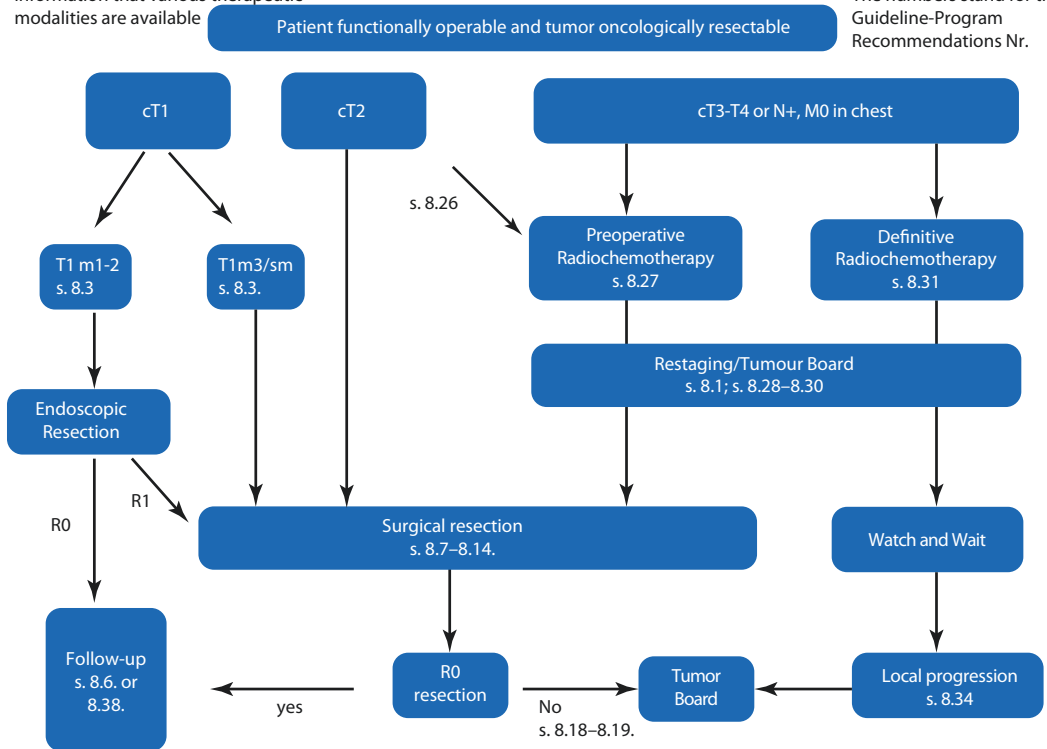 modalities are available
Patient functionally operable and tumor oncologically resectable
Guideline-Program
Recommendations Nr.
cT1
cT2
cT3-T4 or N+, M0 in chest
s. 8.26
T1 m1-2
s. 8.3
T1m3/sm
s. 8.3.
Preoperative
Radiochemotherapy
s. 8.27
Definitive
Radiochemotherapy
s. 8.31
Restaging/Tumour Board
s. 8.1; s. 8.28–8.30
Endoscopic
Resection
R0
R1
Surgical resection
s. 8.7–8.14.
Watch and Wait
Follow-up
s. 8.6. or
8.38.
yes
R0
resection
No
s. 8.18–8.19.
Tumor
Board
Local progression
s. 8.34